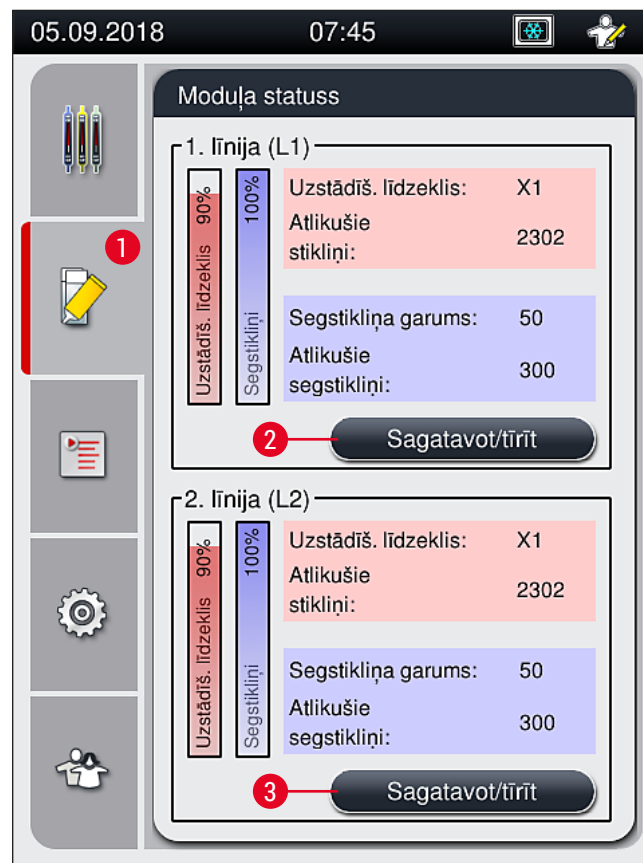 05.09.2018 07:45
Moduļa statuss
1. līnija (L1)
Uzstādīš. līdzeklis 90%
Segstikliņi 100%
Uzstādīš. līdzeklis: X1
Atlikušie
stikliņi: 2302
Segstikliņa garums: 50
Atlikušie
segstikliņi: 300
1
2
Sagatavot/tīrīt
2. līnija (L2)
Uzstādīš. līdzeklis 90%
Segstikliņi 100%
Uzstādīš. līdzeklis: X1
Atlikušie
stikliņi: 2302
Segstikliņa garums: 50
Atlikušie
segstikliņi: 300
3
Sagatavot/tīrīt